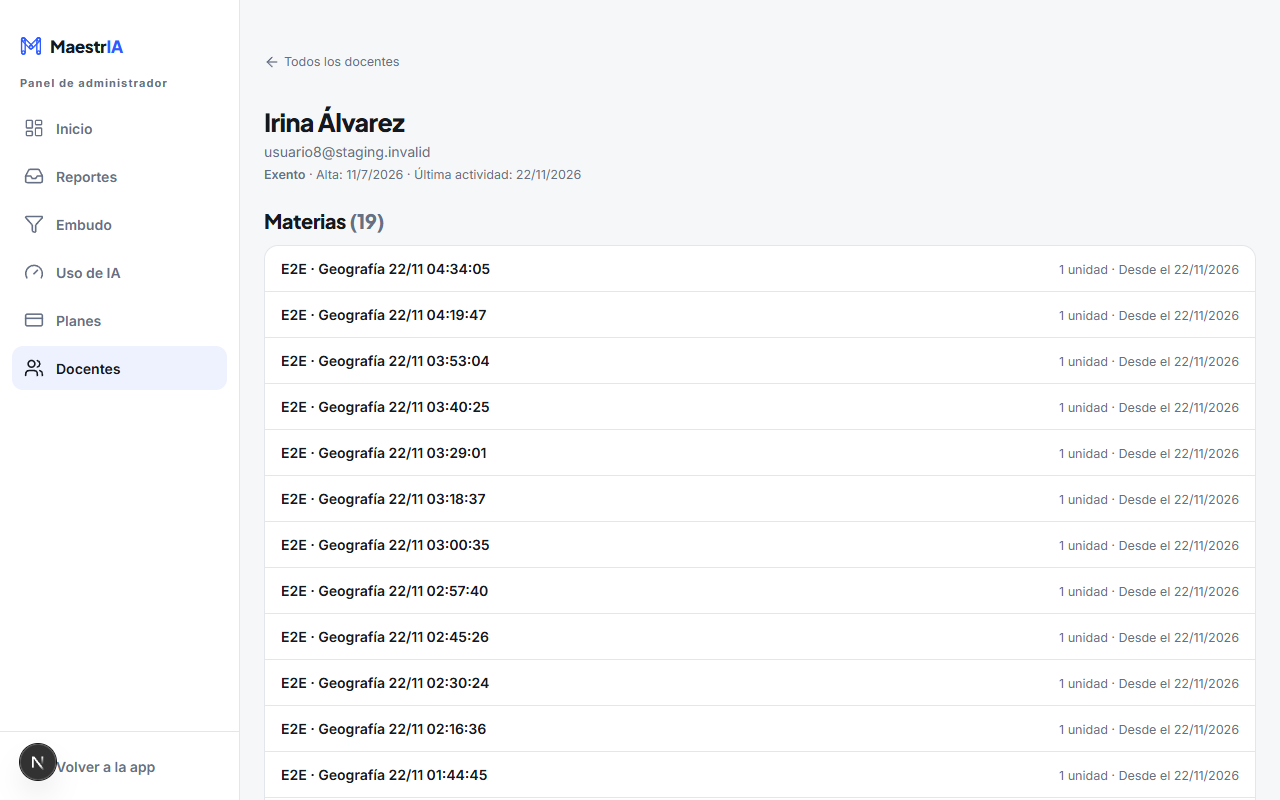 MaestrIA
Panel de administrador
Inicio
Reportes
Embudo
Uso de IA
Planes
Docentes
N
Volver a la app
← Todos los docentes
Irina Álvarez
usuario8@staging.invalid
Exento · Alta: 11/7/2026 · Última actividad: 22/11/2026
Materias (19)
E2E · Geografía 22/11 04:34:05 1 unidad · Desde el 22/11/2026
E2E · Geografía 22/11 04:19:47 1 unidad · Desde el 22/11/2026
E2E · Geografía 22/11 03:53:04 1 unidad · Desde el 22/11/2026
E2E · Geografía 22/11 03:40:25 1 unidad · Desde el 22/11/2026
E2E · Geografía 22/11 03:29:01 1 unidad · Desde el 22/11/2026
E2E · Geografía 22/11 03:18:37 1 unidad · Desde el 22/11/2026
E2E · Geografía 22/11 03:00:35 1 unidad · Desde el 22/11/2026
E2E · Geografía 22/11 02:57:40 1 unidad · Desde el 22/11/2026
E2E · Geografía 22/11 02:45:26 1 unidad · Desde el 22/11/2026
E2E · Geografía 22/11 02:30:24 1 unidad · Desde el 22/11/2026
E2E · Geografía 22/11 02:16:36 1 unidad · Desde el 22/11/2026
E2E · Geografía 22/11 01:44:45 1 unidad · Desde el 22/11/2026